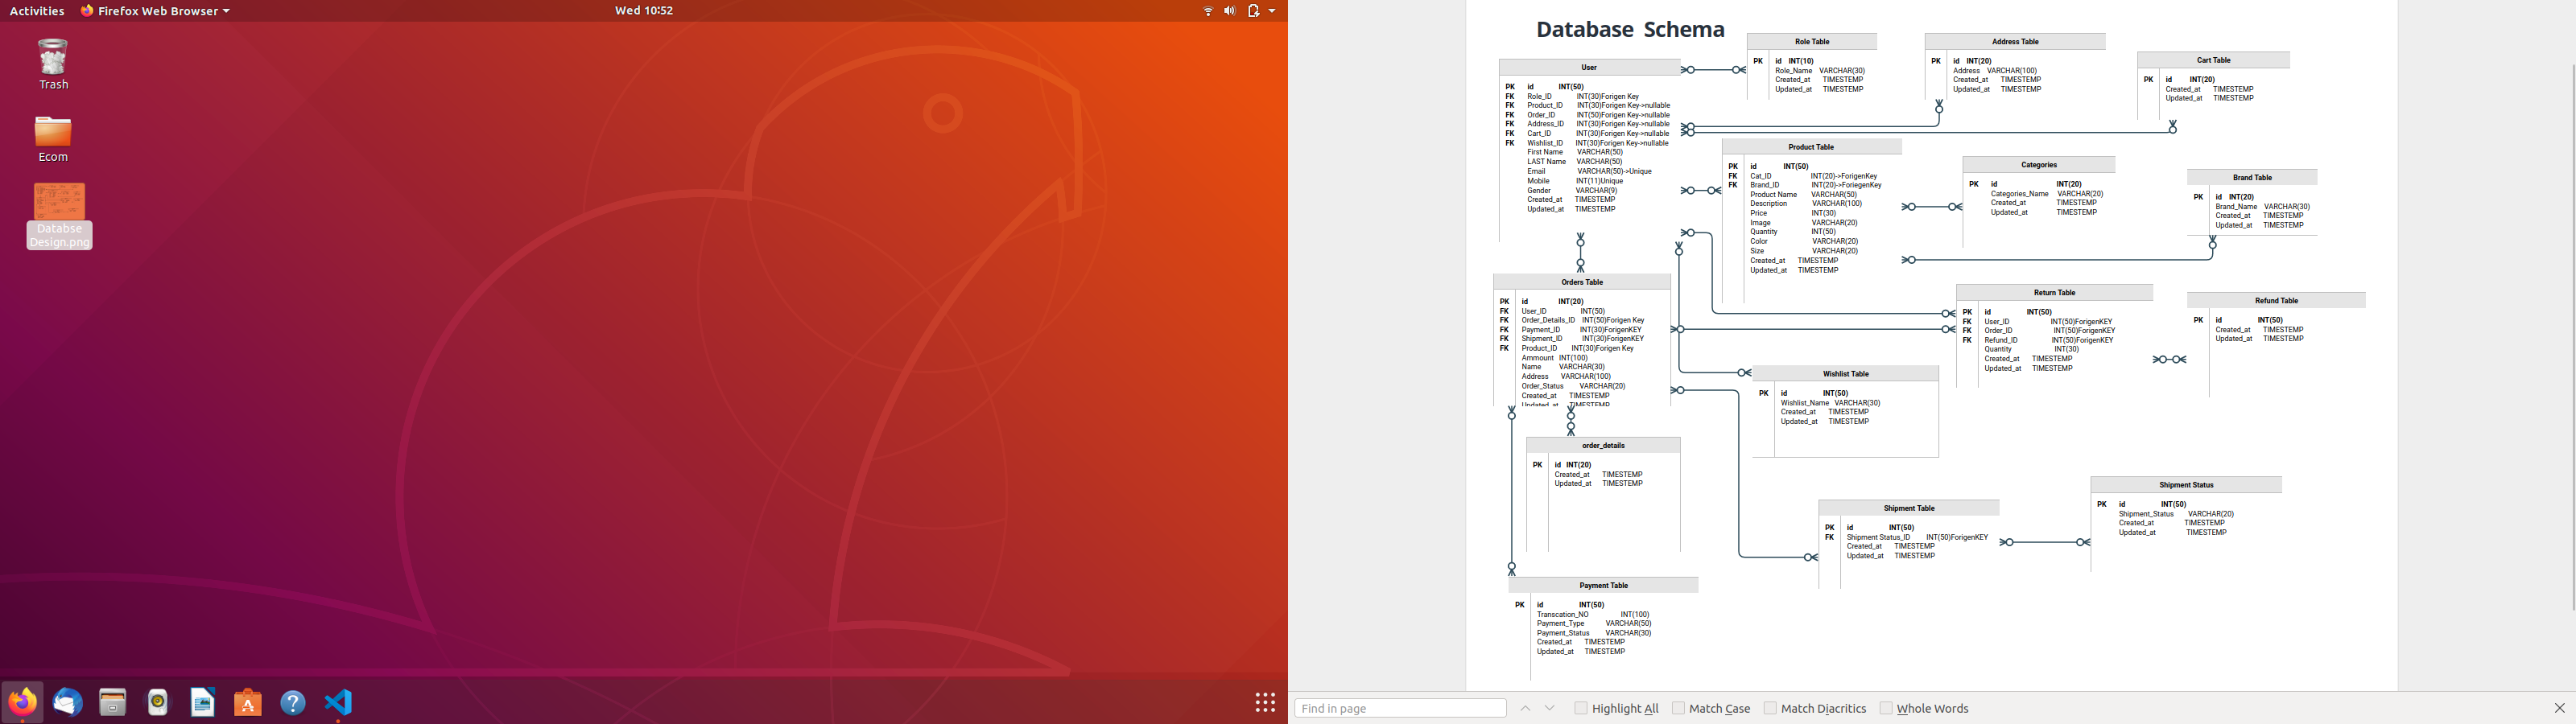 Activities
Firefox Web Browser
Wed 10:52
Trash
Ecom
Databse
Design.png
Database Schema
User
PK id INT(50)
FK Role_ID INT(30)Forigen Key
FK Product_ID INT(30)Forigen Key->nullable
FK Order_ID INT(50)Forigen Key->nullable
FK Address_ID INT(30)Forigen Key->nullable
FK Cart_ID INT(30)Forigen Key->nullable
FK Wishlist_ID INT(30)Forigen Key->nullable
First Name VARCHAR(50)
LAST Name VARCHAR(50)
Email VARCHAR(50)->Unique
Mobile INT(11)Unique
Gender VARCHAR(9)
Created_at TIMESTEMP
Updated_at TIMESTEMP
Role Table
PK id INT(10)
Role_Name VARCHAR(30)
Created_at TIMESTEMP
Updated_at TIMESTEMP
Address Table
PK id INT(20)
Address VARCHAR(100)
Created_at TIMESTEMP
Updated_at TIMESTEMP
Cart Table
PK id INT(20)
Created_at TIMESTEMP
Updated_at TIMESTEMP
Product Table
PK id INT(50)
FK Cat_ID INT(20)->ForigenKey
FK Brand_ID INT(20)->ForiegenKey
Product Name VARCHAR(50)
Description VARCHAR(100)
Price INT(30)
Image VARCHAR(20)
Quantity INT(50)
Color VARCHAR(20)
Size VARCHAR(20)
Created_at TIMESTEMP
Updated_at TIMESTEMP
Categories
PK id INT(20)
Categories_Name VARCHAR(20)
Created_at TIMESTEMP
Updated_at TIMESTEMP
Brand Table
PK id INT(20)
Brand_Name VARCHAR(30)
Created_at TIMESTEMP
Updated_at TIMESTEMP
Orders Table
PK id INT(20)
FK User_ID INT(50)
FK Order_Details_ID INT(50)Forigen Key
FK Payment_ID INT(30)ForigenKEY
FK Shipment_ID INT(30)ForigenKEY
FK Product_ID INT(30)Forigen Key
Ammount INT(100)
Name VARCHAR(30)
Address VARCHAR(100)
Order_Status VARCHAR(20)
Created_at TIMESTEMP
Updated_at TIMESTEMP
Return Table
PK id INT(50)
FK User_ID INT(50)ForigenKEY
FK Order_ID INT(50)ForigenKEY
FK Refund_ID INT(50)ForigenKEY
Quantity INT(30)
Created_at TIMESTEMP
Updated_at TIMESTEMP
Refund Table
PK id INT(50)
Created_at TIMESTEMP
Updated_at TIMESTEMP
Wishlist Table
PK id INT(50)
Wishlist_Name VARCHAR(30)
Created_at TIMESTEMP
Updated_at TIMESTEMP
order_details
PK id INT(20)
Created_at TIMESTEMP
Updated_at TIMESTEMP
Shipment Table
PK id INT(50)
FK Shipment Status_ID INT(50)ForigenKEY
Created_at TIMESTEMP
Updated_at TIMESTEMP
Shipment Status
PK id INT(50)
Shipment_Status VARCHAR(20)
Created_at TIMESTEMP
Updated_at TIMESTEMP
Payment Table
PK id INT(50)
Transcation_NO INT(100)
Payment_Type VARCHAR(50)
Payment_Status VARCHAR(30)
Created_at TIMESTEMP
Updated_at TIMESTEMP
Find in page
Highlight All
Match Case
Match Diacritics
Whole Words